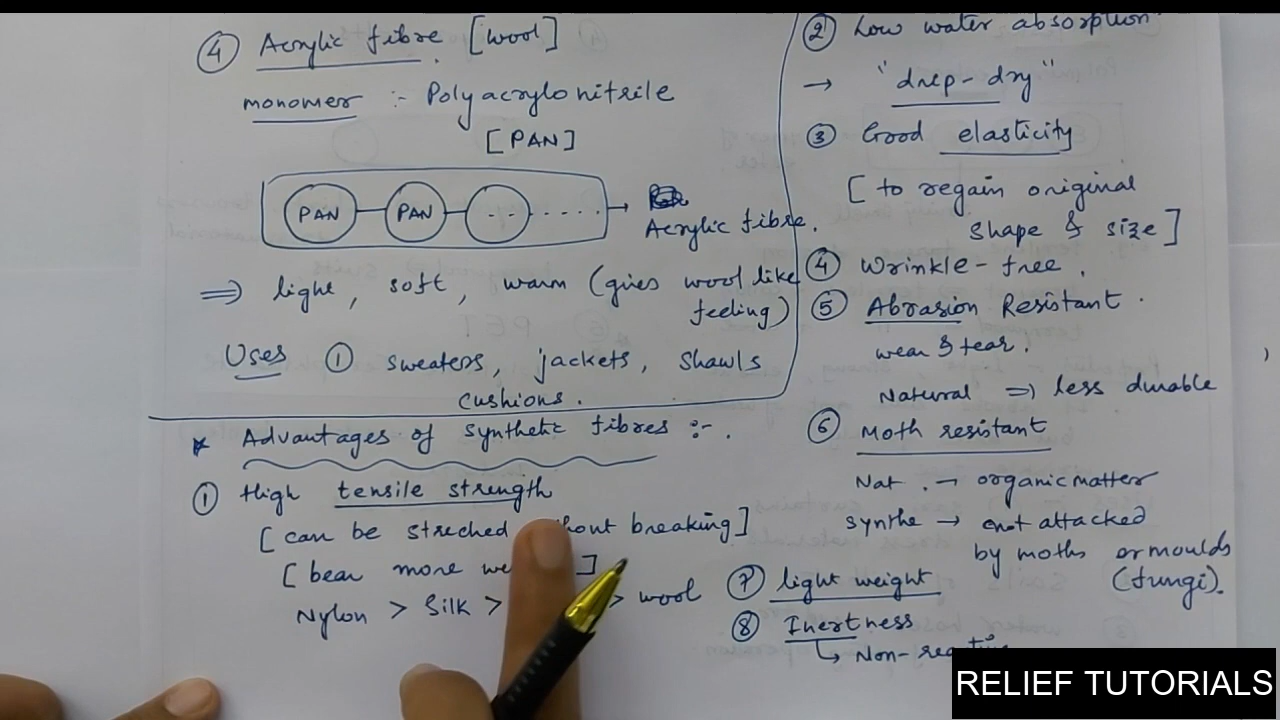 ④ Acrylic fibre [wool]
monomer :- Polyacrylonitrile
[PAN]
PAN PAN
Acrylic fibre.
⇒ light, soft, warm (gives wool like
feeling)
Uses ① sweaters, jackets, shawls
cushions.
* Advantages of synthetic fibres :-.
① High tensile strength
[can be streched breaking]
[bear more ]
Nylon > Silk > > wool
② Low water absorption
→ "drep-dry"
③ Good elasticity
[to regain original
shape & size]
④ Wrinkle-free.
⑤ Abrasion Resistant.
wear & tear.
Natural ⇒ less durable
⑥ Moth resistant
Nat. → organic matter
synthe → not attacked
by moths or moulds
(fungi).
⑦ light weight
⑧ Inertness
↳ Non-
RELIEF TUTORIALS